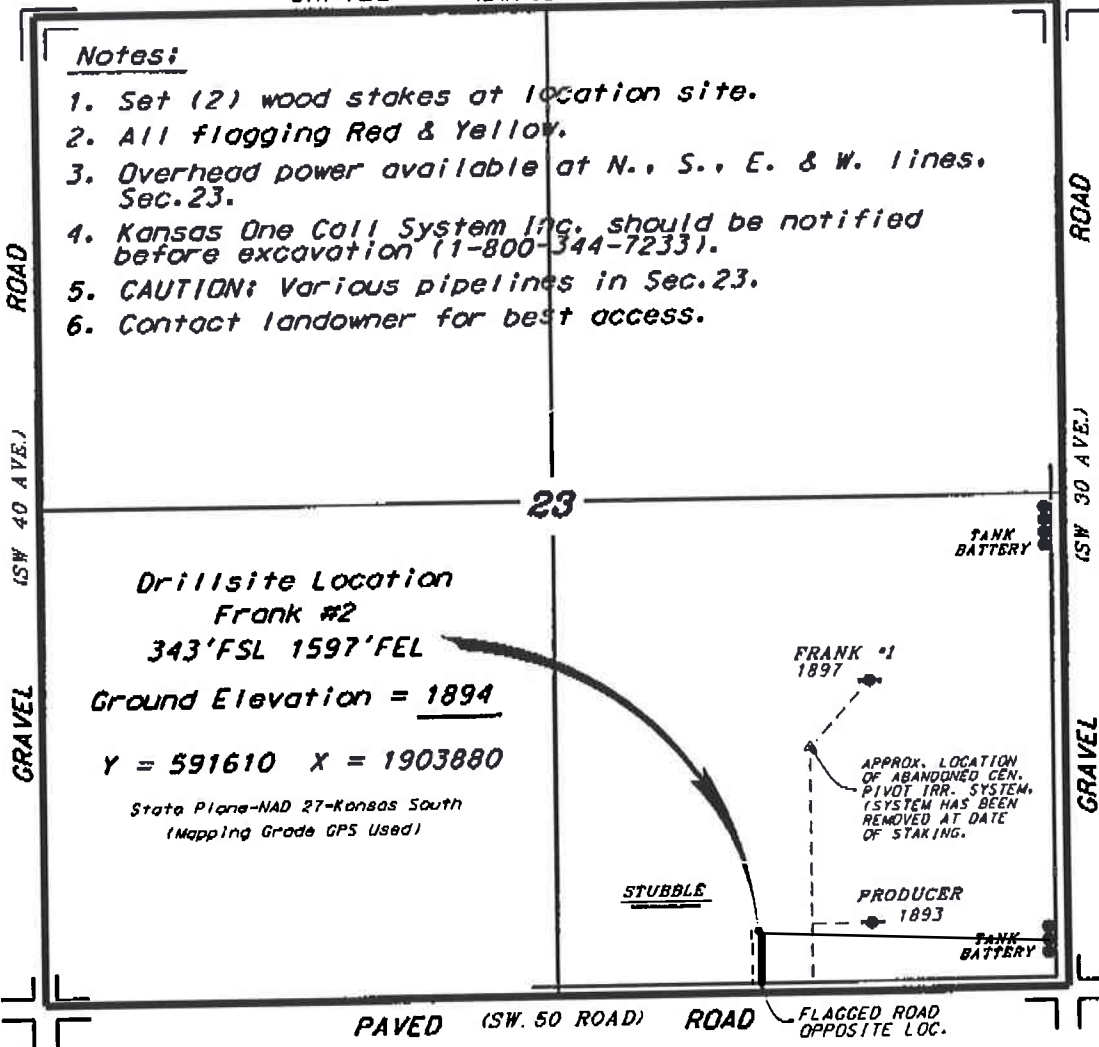 Notes:
1. Set (2) wood stakes at location site.
2. All flagging Red & Yellow.
3. Overhead power available at N., S., E. & W. lines.
Sec.23.
4. Kansas One Call System Inc. should be notified
before excavation (1-800-344-7233).
5. CAUTION: Various pipelines in Sec.23.
6. Contact landowner for best access.
ROAD
(SW 40 AVE.)
GRAVEL
ROAD
(SW 30 AVE.)
GRAVEL
23
TANK
BATTERY
Drillsite Location
Frank #2
343'FSL 1597'FEL
Ground Elevation = 1894
Y = 591610 X = 1903880
State Plane-NAD 27-Kansas South
(Mapping Grade GPS Used)
FRANK #1
1897
APPROX. LOCATION
OF ABANDONED CEN.
PIVOT IRR. SYSTEM.
(SYSTEM HAS BEEN
REMOVED AT DATE
OF STAKING.
STUBBLE
PRODUCER
1893
TANK
BATTERY
PAVED (SW. 50 ROAD) ROAD
FLAGGED ROAD
OPPOSITE LOC.